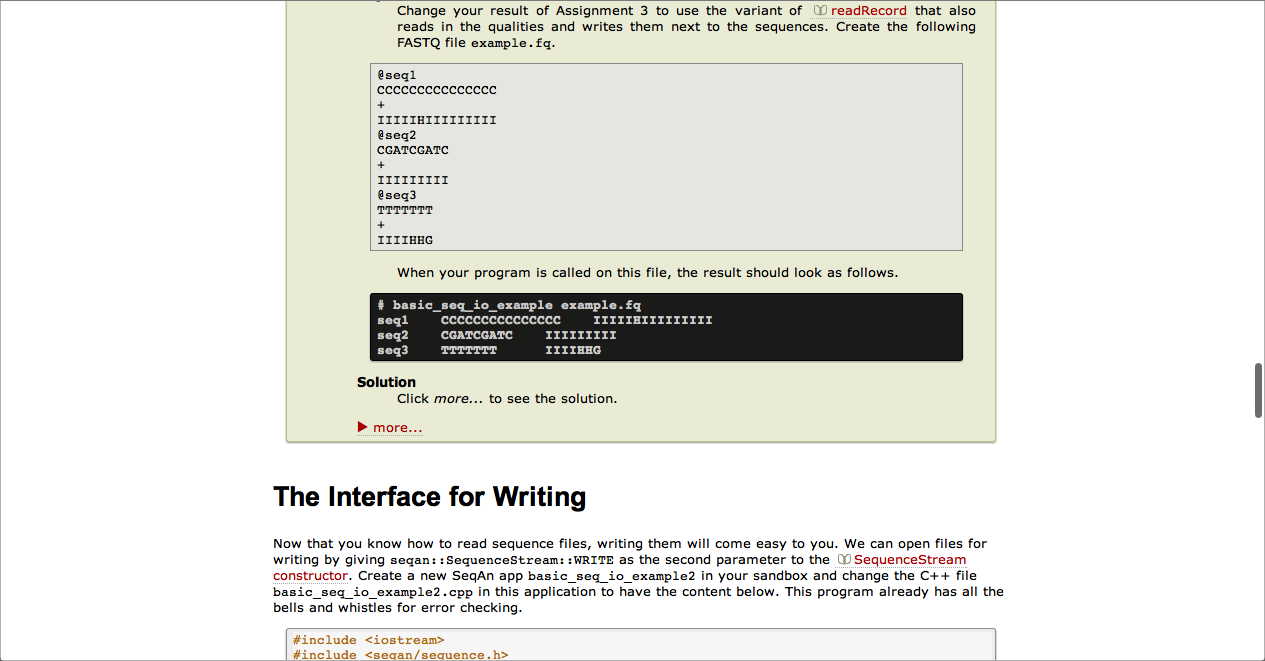 Change your result of Assignment 3 to use the variant of readRecord that also
reads in the qualities and writes them next to the sequences. Create the following
FASTQ file example.fq.
@seq1
CCCCCCCCCCCCCCC
+
IIIIIHIIIIIIIII
@seq2
CGATCGATC
+
IIIIIIIII
@seq3
TTTTTTT
+
IIIIHHG
When your program is called on this file, the result should look as follows.
# basic_seq_io_example example.fq
seq1    CCCCCCCCCCCCCCC    IIIIIHIIIIIIIII
seq2    CGATCGATC    IIIIIIIII
seq3    TTTTTTT      IIIIHHG
Solution
Click more... to see the solution.
more...
The Interface for Writing
Now that you know how to read sequence files, writing them will come easy to you. We can open files for
writing by giving seqan::SequenceStream::WRITE as the second parameter to the SequenceStream
constructor. Create a new SeqAn app basic_seq_io_example2 in your sandbox and change the C++ file
basic_seq_io_example2.cpp in this application to have the content below. This program already has all the
bells and whistles for error checking.
#include <iostream>
#include <seqan/sequence.h>